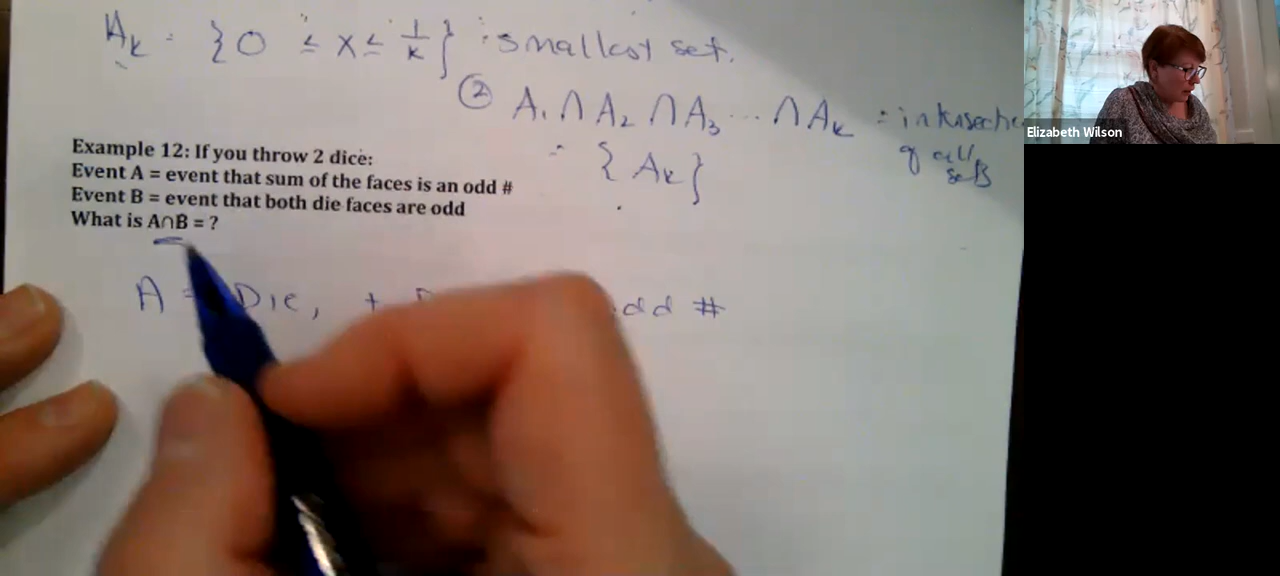 Aₖ = { 0 ≤ x ≤ 1/k } : smallest set.
② A₁ ∩ A₂ ∩ A₃ ... ∩ Aₖ =
of all
sets
{ Aₖ }
Elizabeth Wilson
Example 12: If you throw 2 dice:
Event A = event that sum of the faces is an odd #
Event B = event that both die faces are odd
What is A∩B = ?
A = Die, + odd #